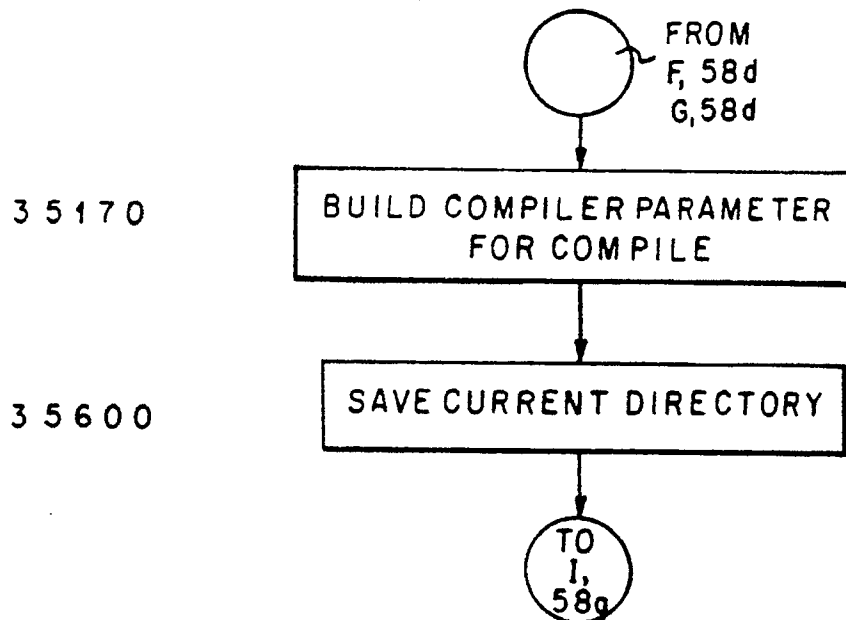 FROM
F, 58d
G, 58d
35170
BUILD COMPILER PARAMETER
FOR COMPILE
35600
SAVE CURRENT DIRECTORY
TO
I,
58g